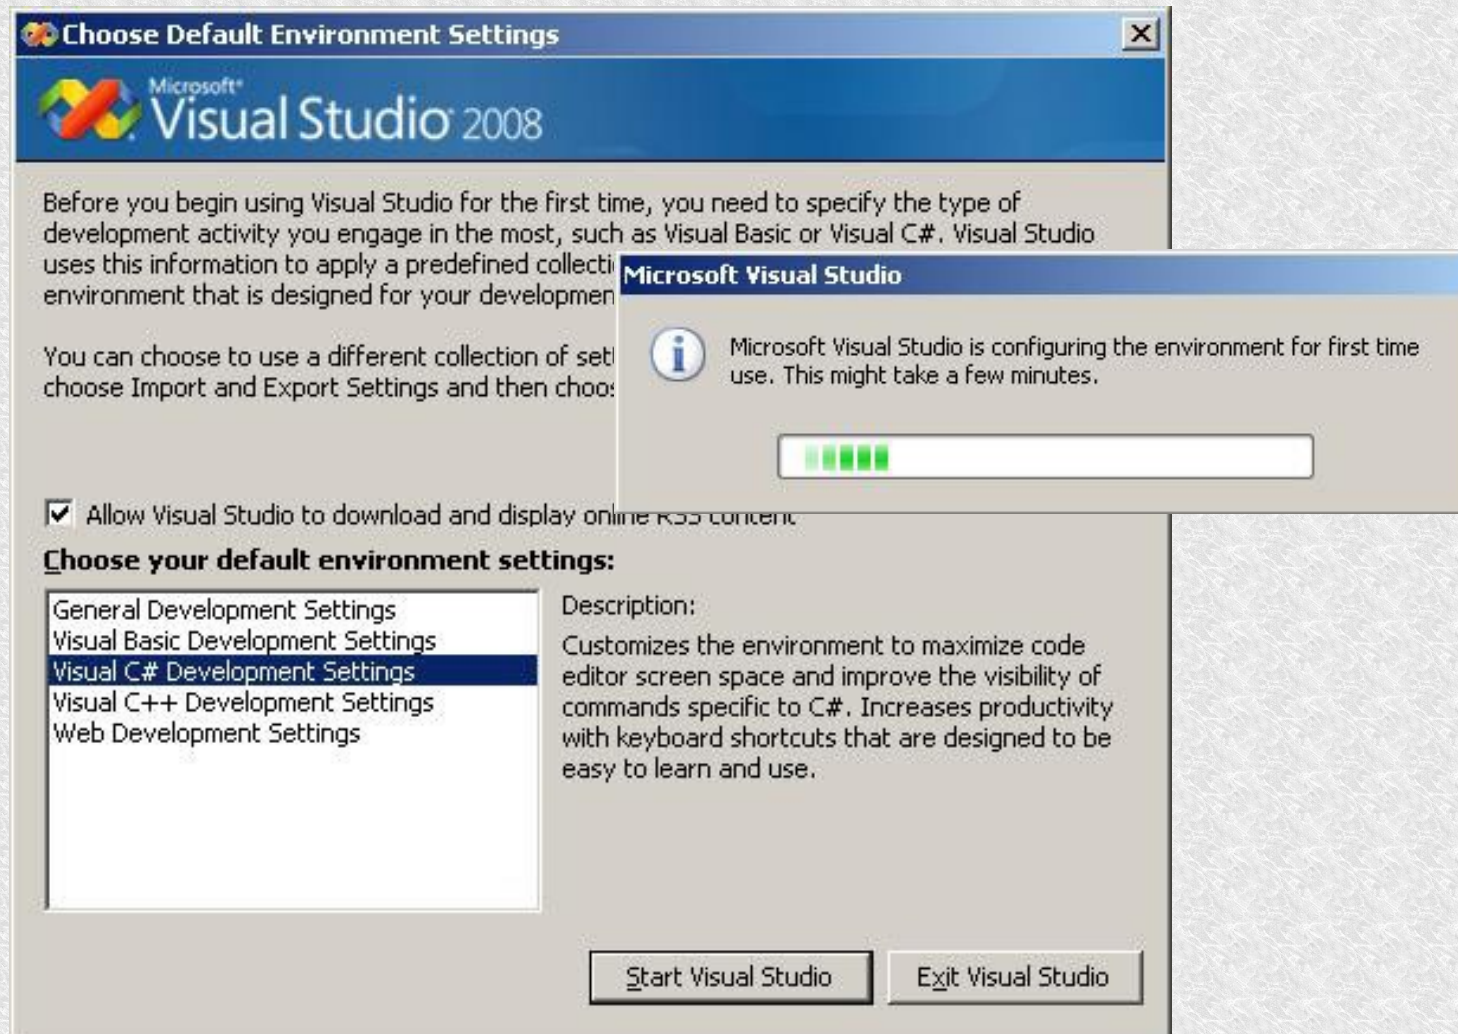 Choose Default Environment Settings
Microsoft®
Visual Studio® 2008
Before you begin using Visual Studio for the first time, you need to specify the type of
development activity you engage in the most, such as Visual Basic or Visual C#. Visual Studio
uses this information to apply a predefined
environment that is designed for your
You can choose to use a different collection of
choose Import and Export Settings and then
Microsoft Visual Studio
Microsoft Visual Studio is configuring the environment for first time
use. This might take a few minutes.
Allow Visual Studio to download and display online RSS content
Choose your default environment settings:
General Development Settings
Visual Basic Development Settings
Visual C# Development Settings
Visual C++ Development Settings
Web Development Settings
Description:
Customizes the environment to maximize code
editor screen space and improve the visibility of
commands specific to C#. Increases productivity
with keyboard shortcuts that are designed to be
easy to learn and use.
Start Visual Studio
Exit Visual Studio